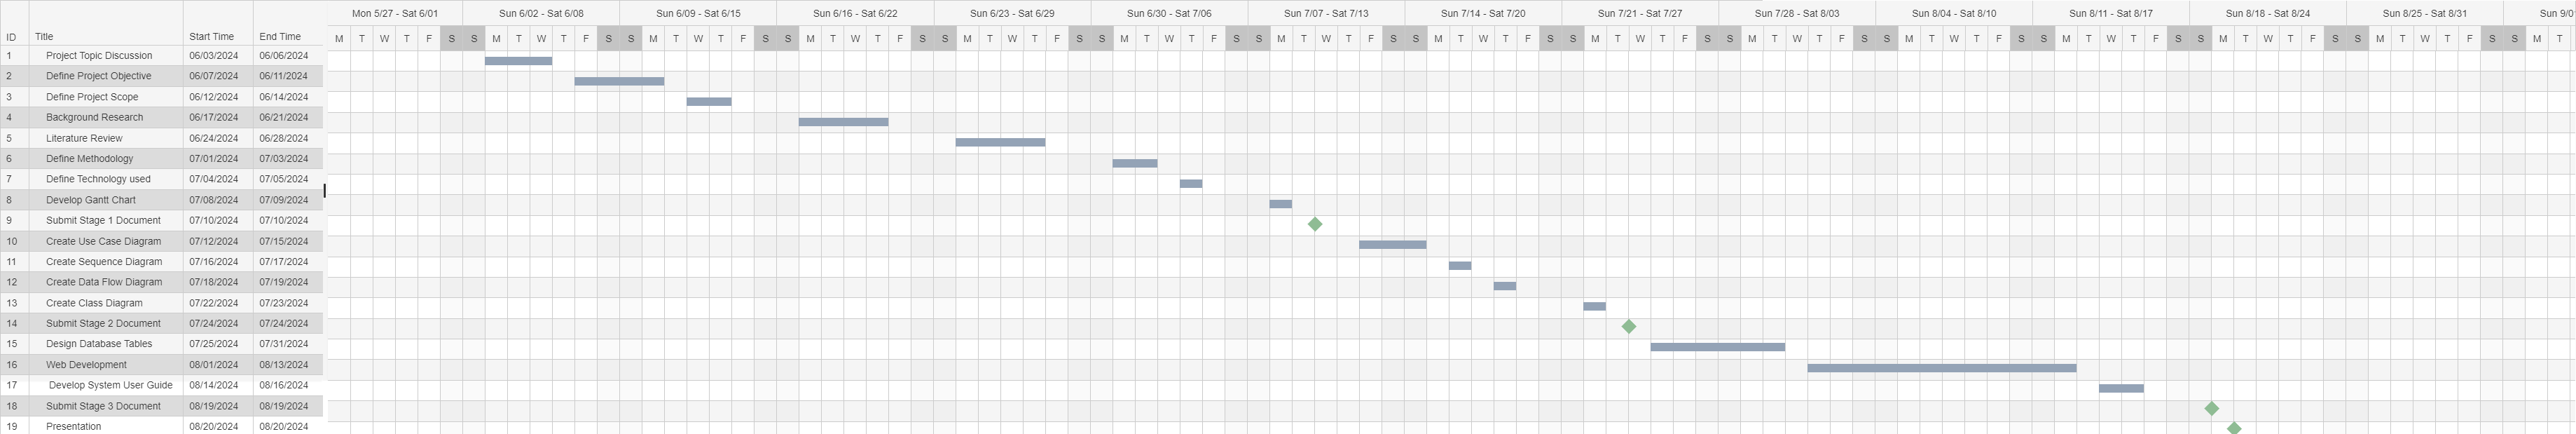 Mon 5/27 - Sat 6/01 Sun 6/02 - Sat 6/08 Sun 6/09 - Sat 6/15 Sun 6/16 - Sat 6/22 Sun 6/23 - Sat 6/29 Sun 6/30 - Sat 7/06 Sun 7/07 - Sat 7/13 Sun 7/14 - Sat 7/20 Sun 7/21 - Sat 7/27 Sun 7/28 - Sat 8/03 Sun 8/04 - Sat 8/10 Sun 8/11 - Sat 8/17 Sun 8/18 - Sat 8/24 Sun 8/25 - Sat 8/31 Sun 9/0
ID Title Start Time End Time M T W T F S S M T W T F S S M T W T F S S M T W T F S S M T W T F S S M T W T F S S M T W T F S S M T W T F S S M T W T F S S M T W T F S S M T W T F S S M T W T F S S M T W T F S S M T W T F S S M T
1 Project Topic Discussion 06/03/2024 06/06/2024
2 Define Project Objective 06/07/2024 06/11/2024
3 Define Project Scope 06/12/2024 06/14/2024
4 Background Research 06/17/2024 06/21/2024
5 Literature Review 06/24/2024 06/28/2024
6 Define Methodology 07/01/2024 07/03/2024
7 Define Technology used 07/04/2024 07/05/2024
8 Develop Gantt Chart 07/08/2024 07/09/2024
9 Submit Stage 1 Document 07/10/2024 07/10/2024
10 Create Use Case Diagram 07/12/2024 07/15/2024
11 Create Sequence Diagram 07/16/2024 07/17/2024
12 Create Data Flow Diagram 07/18/2024 07/19/2024
13 Create Class Diagram 07/22/2024 07/23/2024
14 Submit Stage 2 Document 07/24/2024 07/24/2024
15 Design Database Tables 07/25/2024 07/31/2024
16 Web Development 08/01/2024 08/13/2024
17 Develop System User Guide 08/14/2024 08/16/2024
18 Submit Stage 3 Document 08/19/2024 08/19/2024
19 Presentation 08/20/2024 08/20/2024